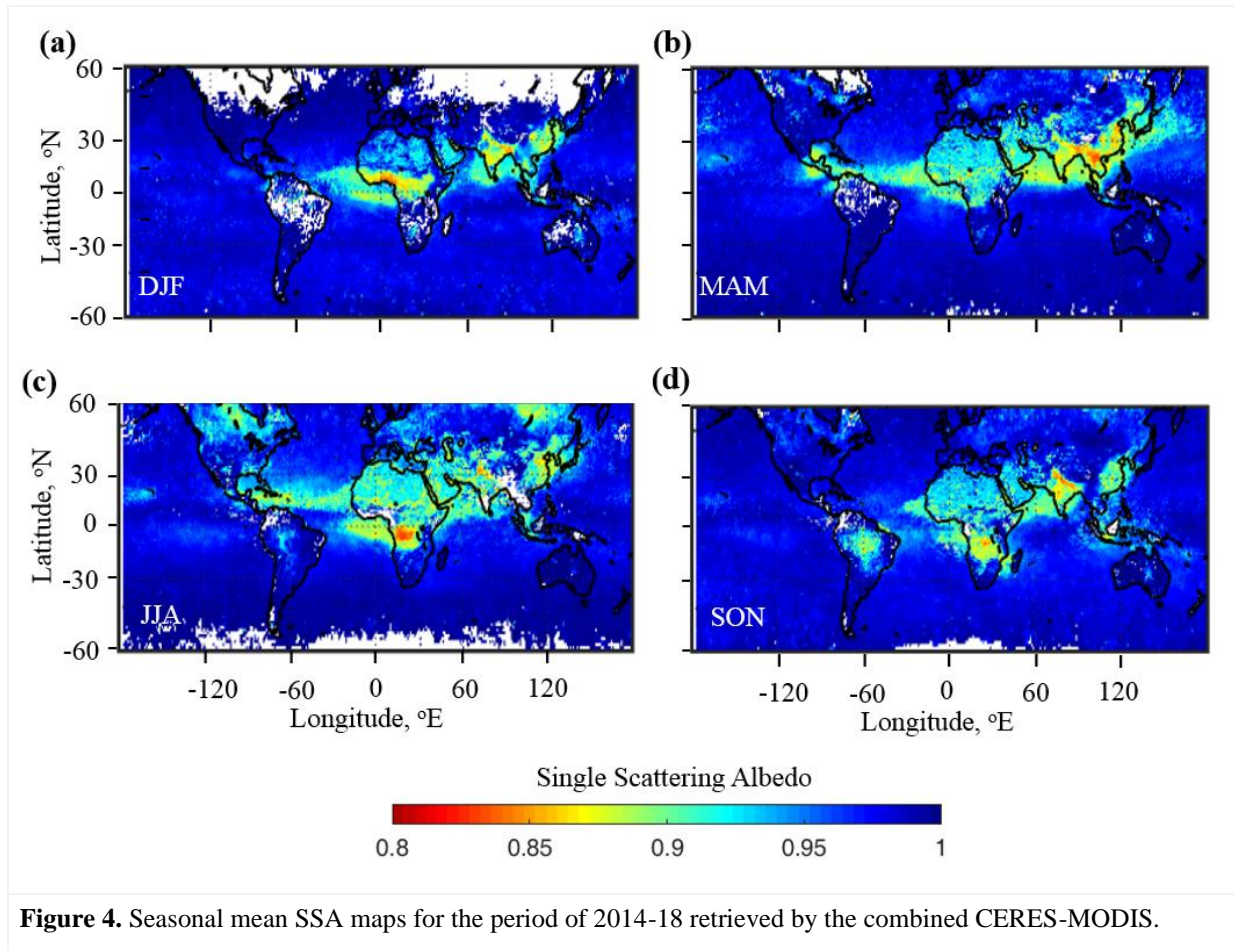 (a)
(b)
60
30
0
-30
-60
Latitude, °N
DJF
MAM
(c)
(d)
60
30
0
-30
-60
Latitude, °N
JJA
SON
-120 -60 0 60 120
Longitude, °E
-120 -60 0 60 120
Longitude, °E
Single Scattering Albedo
0.8 0.85 0.9 0.95 1
Figure 4. Seasonal mean SSA maps for the period of 2014-18 retrieved by the combined CERES-MODIS.